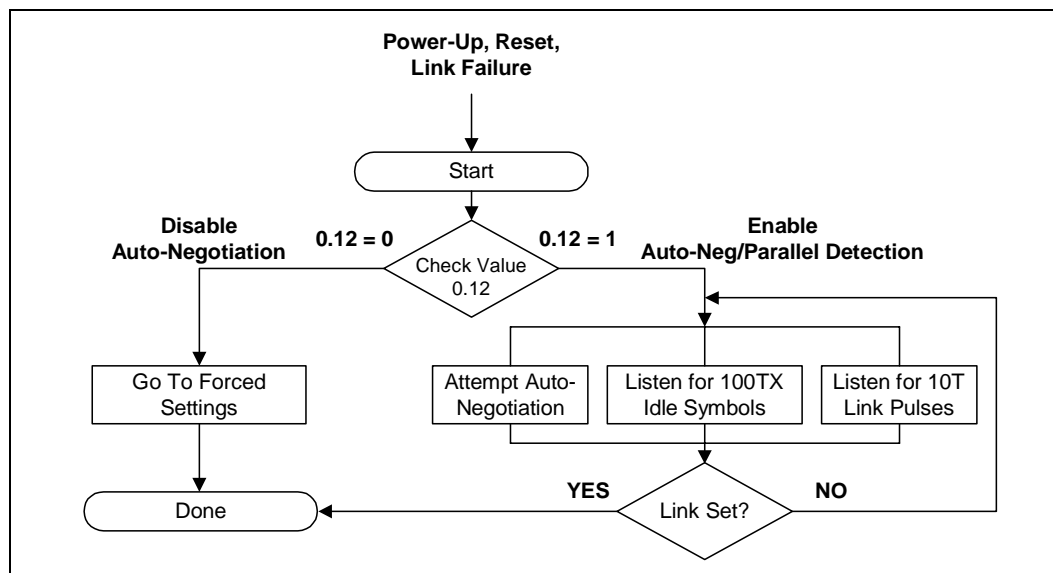 Power-Up, Reset,
Link Failure
Start
Disable
Auto-Negotiation
0.12 = 0
0.12 = 1
Enable
Auto-Neg/Parallel Detection
Check Value
0.12
Go To Forced
Settings
Attempt Auto-
Negotiation
Listen for 100TX
Idle Symbols
Listen for 10T
Link Pulses
Done
YES
Link Set?
NO